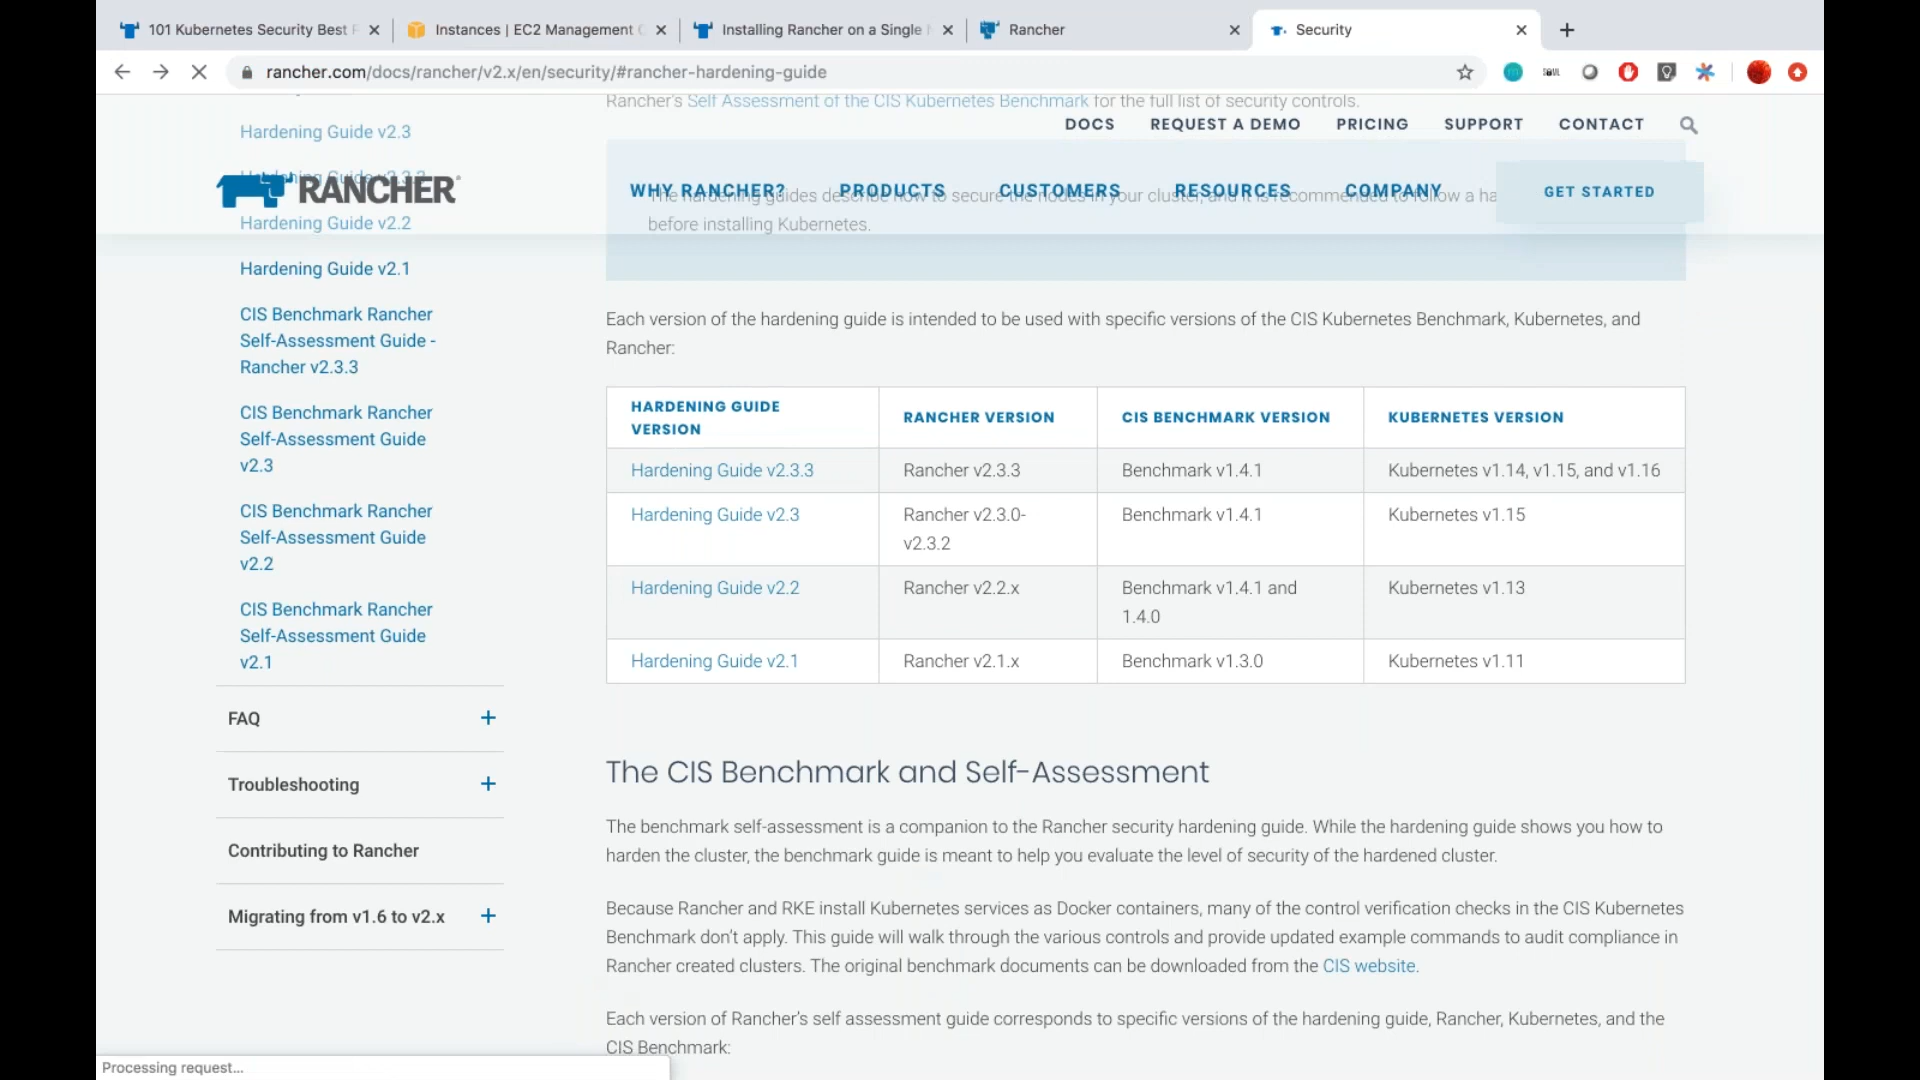 101 Kubernetes Security Best
Instances | EC2 Management
Installing Rancher on a Single
Rancher
Security
rancher.com/docs/rancher/v2.x/en/security/#rancher-hardening-guide
Rancher's Self Assessment of the CIS Kubernetes Benchmark for the full list of security controls.
DOCS REQUEST A DEMO PRICING SUPPORT CONTACT
RANCHER
WHY RANCHER? PRODUCTS CUSTOMERS RESOURCES COMPANY GET STARTED
The hardening guides describe how to secure the nodes in your cluster, and it is recommended to follow a ha
before installing Kubernetes.
Hardening Guide v2.3
Hardening Guide v2.3.3
Hardening Guide v2.2
Hardening Guide v2.1
CIS Benchmark Rancher
Self-Assessment Guide -
Rancher v2.3.3
CIS Benchmark Rancher
Self-Assessment Guide
v2.3
CIS Benchmark Rancher
Self-Assessment Guide
v2.2
CIS Benchmark Rancher
Self-Assessment Guide
v2.1
FAQ +
Troubleshooting +
Contributing to Rancher
Migrating from v1.6 to v2.x +
Each version of the hardening guide is intended to be used with specific versions of the CIS Kubernetes Benchmark, Kubernetes, and
Rancher:
HARDENING GUIDE
VERSION
RANCHER VERSION
CIS BENCHMARK VERSION
KUBERNETES VERSION
Hardening Guide v2.3.3 Rancher v2.3.3 Benchmark v1.4.1 Kubernetes v1.14, v1.15, and v1.16
Hardening Guide v2.3 Rancher v2.3.0- Benchmark v1.4.1 Kubernetes v1.15
v2.3.2
Hardening Guide v2.2 Rancher v2.2.x Benchmark v1.4.1 and Kubernetes v1.13
1.4.0
Hardening Guide v2.1 Rancher v2.1.x Benchmark v1.3.0 Kubernetes v1.11
The CIS Benchmark and Self-Assessment
The benchmark self-assessment is a companion to the Rancher security hardening guide. While the hardening guide shows you how to
harden the cluster, the benchmark guide is meant to help you evaluate the level of security of the hardened cluster.
Because Rancher and RKE install Kubernetes services as Docker containers, many of the control verification checks in the CIS Kubernetes
Benchmark don't apply. This guide will walk through the various controls and provide updated example commands to audit compliance in
Rancher created clusters. The original benchmark documents can be downloaded from the CIS website.
Each version of Rancher's self assessment guide corresponds to specific versions of the hardening guide, Rancher, Kubernetes, and the
CIS Benchmark:
Processing request...